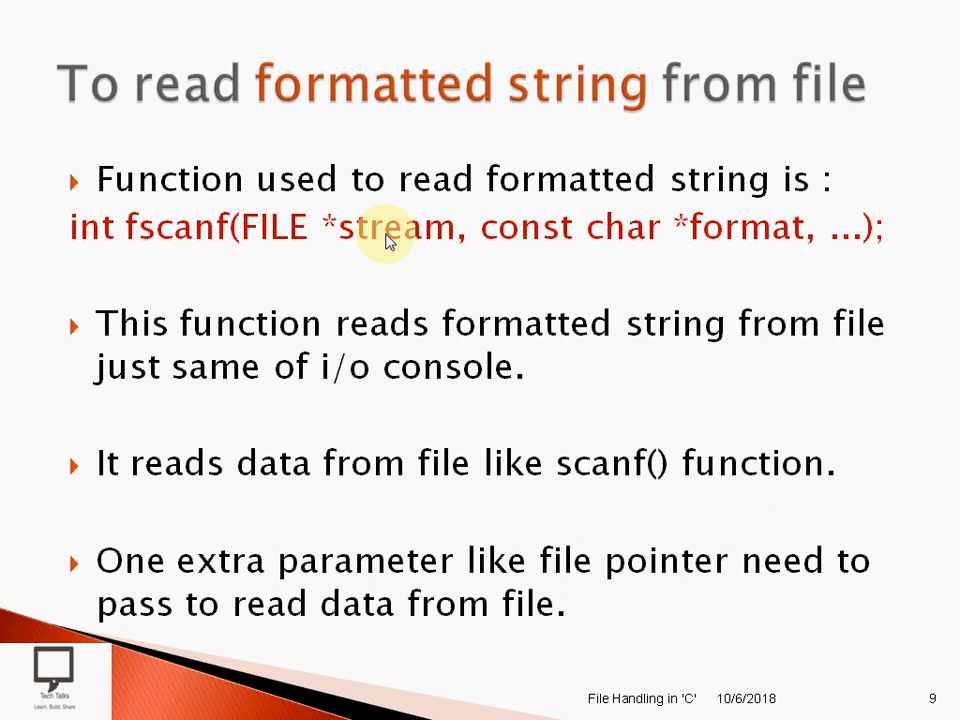 To read formatted string from file
Function used to read formatted string is :
int fscanf(FILE *stream, const char *format, ...);
This function reads formatted string from file
just same of i/o console.
It reads data from file like scanf() function.
One extra parameter like file pointer need to
pass to read data from file.
Tech Talks
Learn, Build, Share
File Handling in 'C' 10/6/2018 9